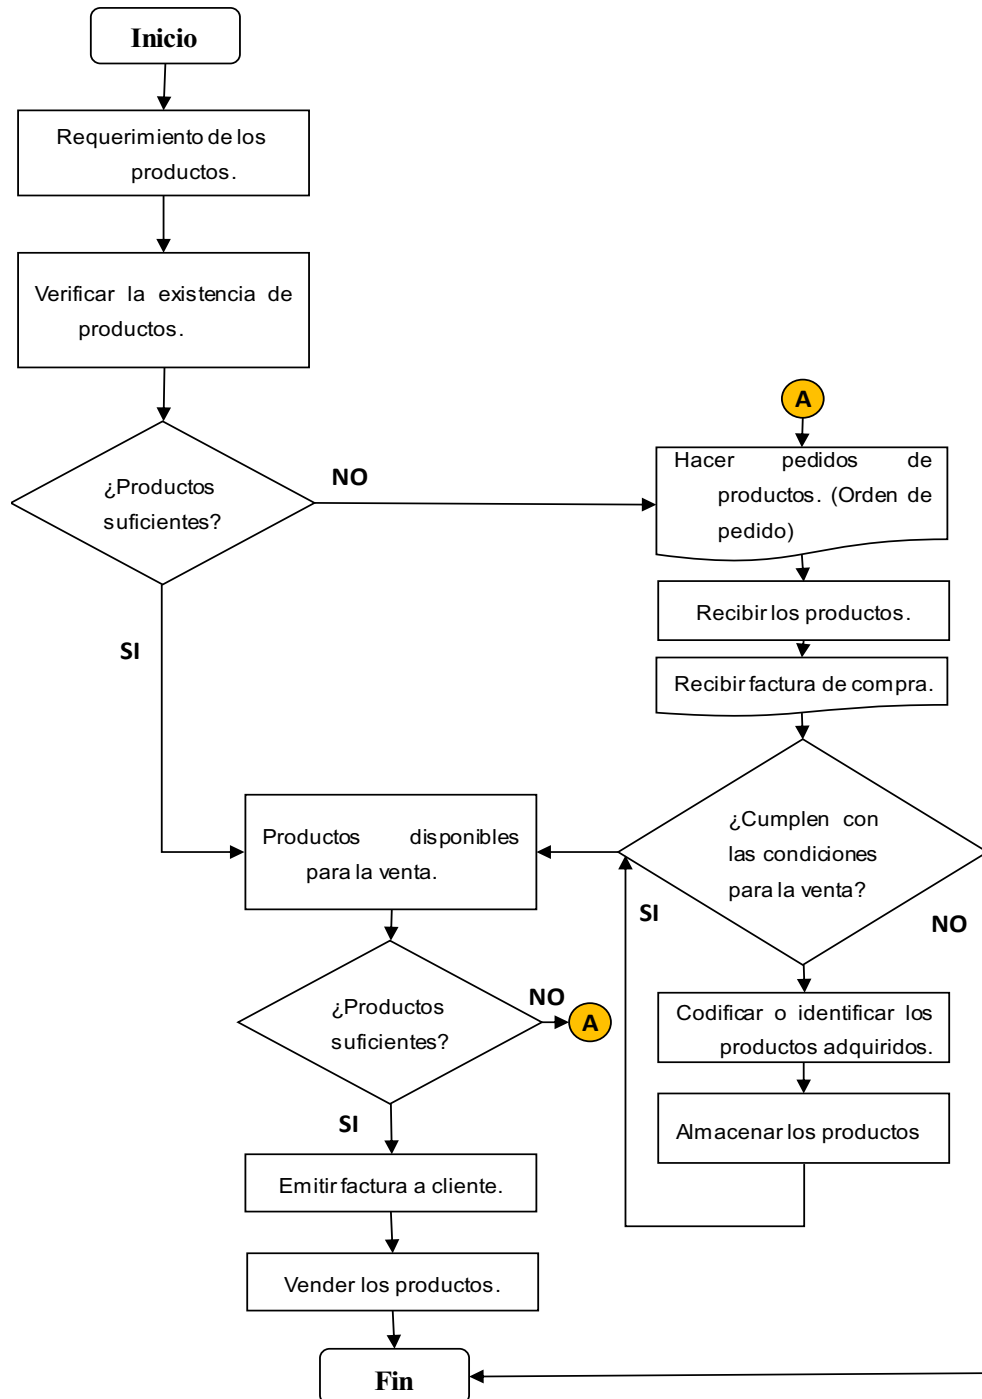 Inicio
Requerimiento de los
productos.
Verificar la existencia de
productos.
¿Productos
suficientes?
NO
SI
A
Hacer pedidos de
productos. (Orden de
pedido)
Recibir los productos.
Recibir factura de compra.
¿Cumplen con
las condiciones
para la venta?
SI
NO
Productos disponibles
para la venta.
¿Productos
suficientes?
NO
A
SI
Codificar o identificar los
productos adquiridos.
Almacenar los productos
Emitir factura a cliente.
Vender los productos.
Fin